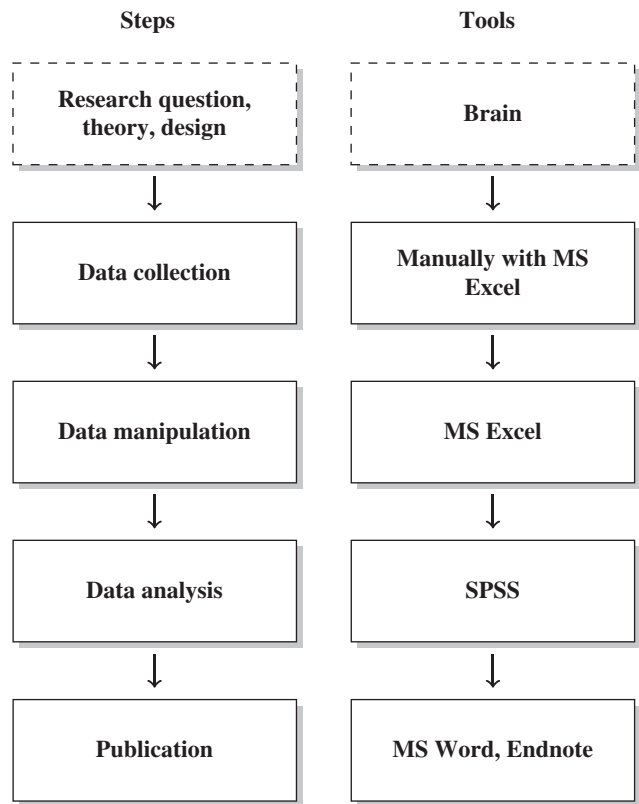 Steps
Tools
Research question,
theory, design
Brain
Data collection
Manually with MS
Excel
Data manipulation
MS Excel
Data analysis
SPSS
Publication
MS Word, Endnote